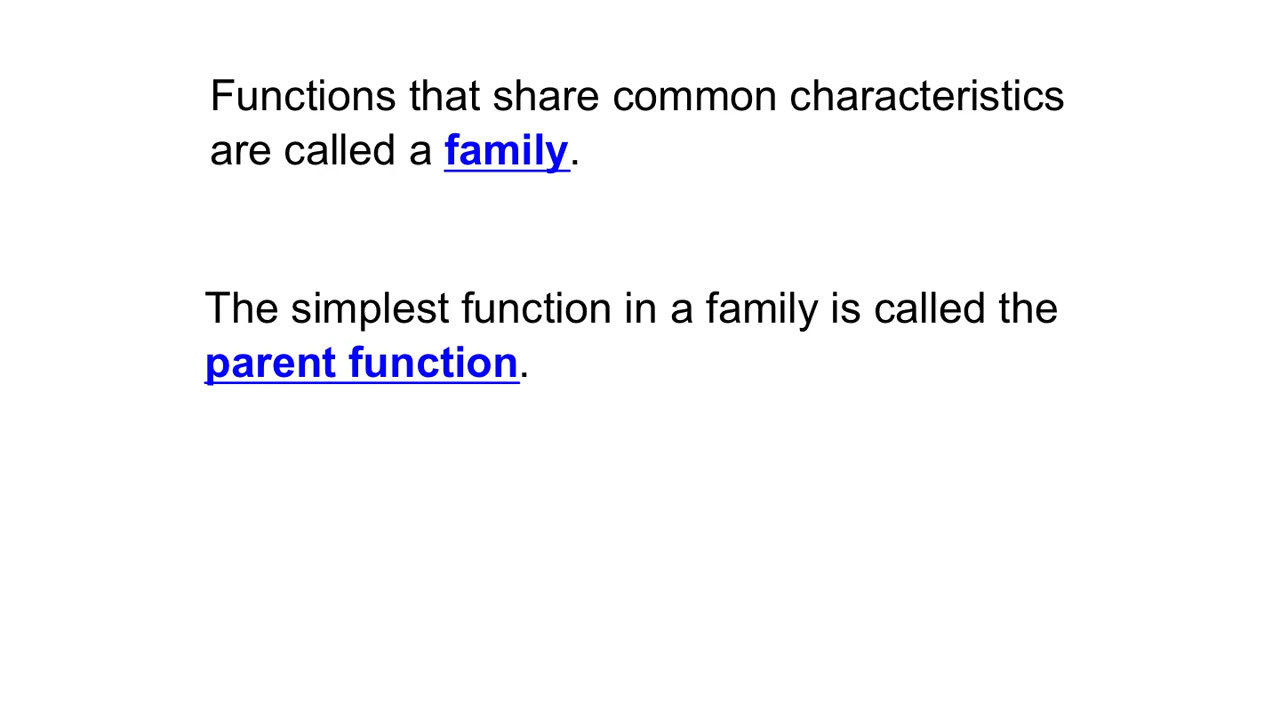 Functions that share common characteristics
are called a family.
The simplest function in a family is called the
parent function.